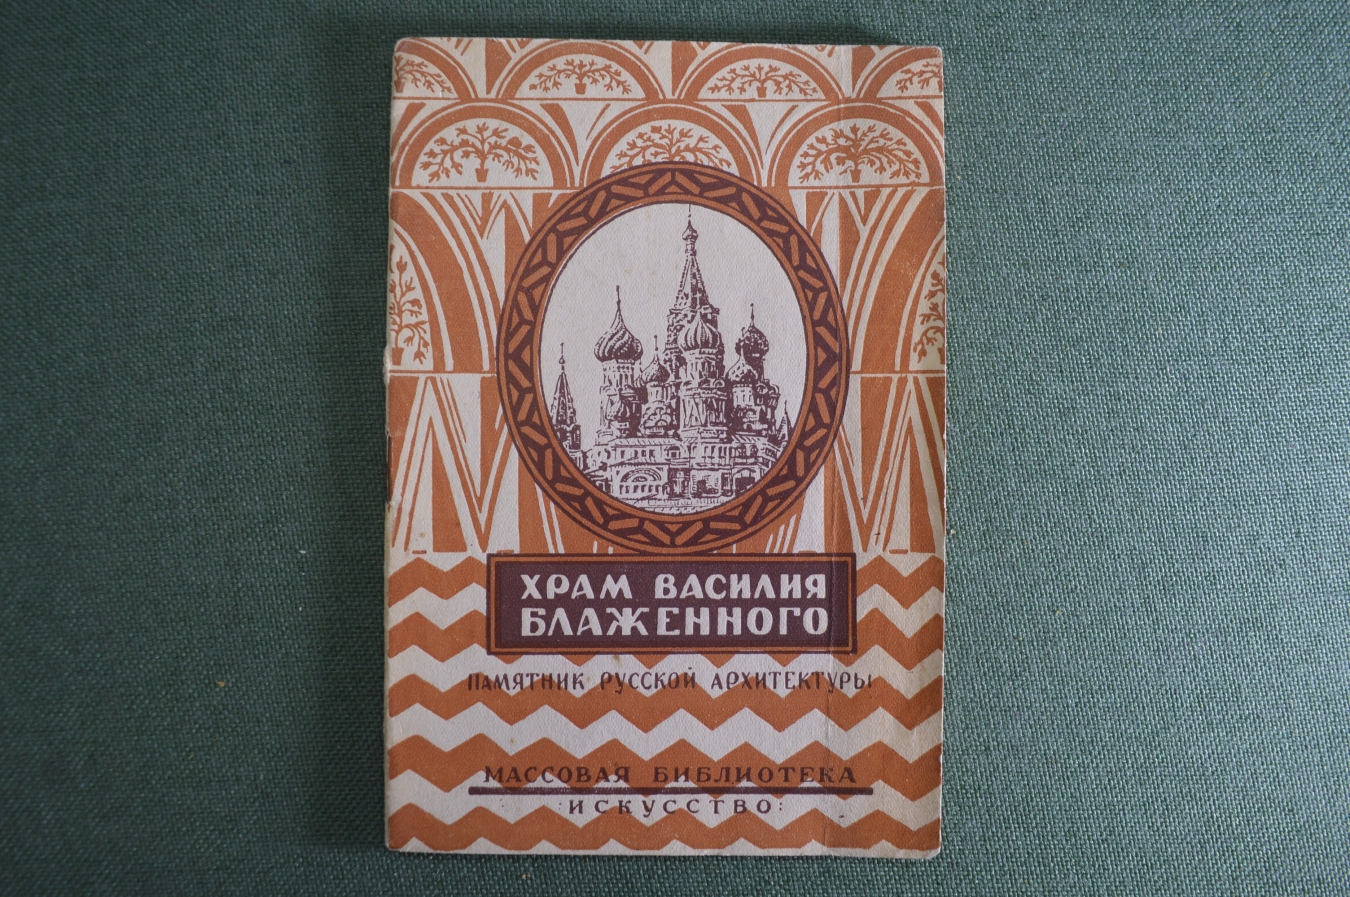 ХРАМ ВАСИЛИЯ
БЛАЖЕННОГО
ПАМЯТНИК РУССКОЙ АРХИТЕКТУРЫ
МАССОВАЯ БИБЛИОТЕКА
:ИСКУССТВО: